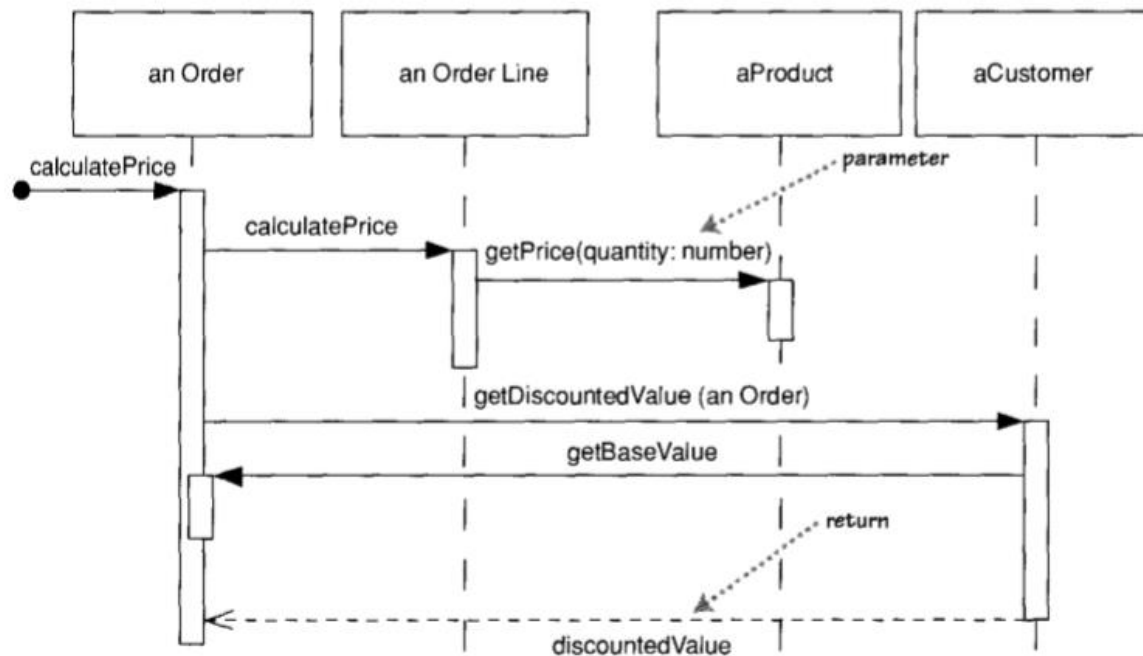 an Order
an Order Line
aProduct
aCustomer
calculatePrice
parameter
calculatePrice
getPrice(quantity: number)
getDiscountedValue (an Order)
getBaseValue
return
discountedValue